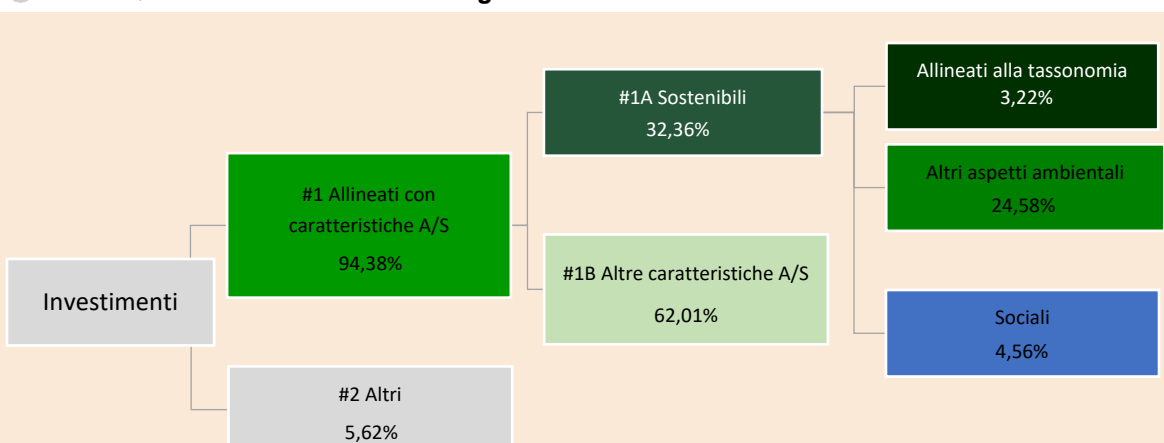 Investimenti
#1 Allineati con
caratteristiche A/S
94,38%
#2 Altri
5,62%
#1A Sostenibili
32,36%
#1B Altre caratteristiche A/S
62,01%
Allineati alla tassonomia
3,22%
Altri aspetti ambientali
24,58%
Sociali
4,56%